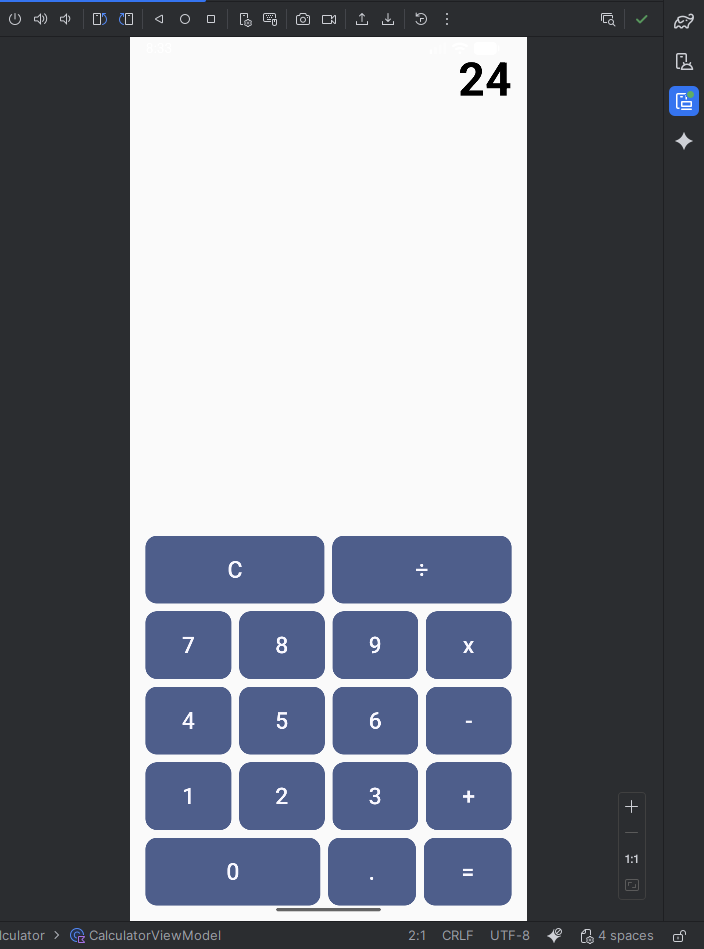 24
C ÷
7 8 9 x
4 5 6 -
1 2 3 +
0 . =
1:1
lculator > CalculatorViewModel 2:1 CRLF UTF-8 4 spaces